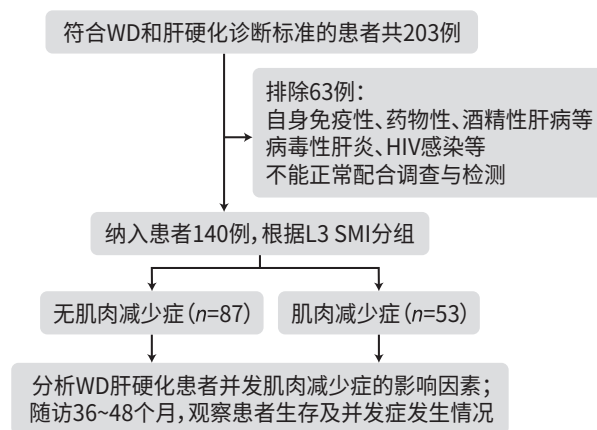 符合WD和肝硬化诊断标准的患者共203例
排除63例：
自身免疫性、药物性、酒精性肝病等
病毒性肝炎、HIV感染等
不能正常配合调查与检测
纳入患者140例，根据L3 SMI分组
无肌肉减少症（n=87）
肌肉减少症（n=53）
分析WD肝硬化患者并发肌肉减少症的影响因素；
随访36~48个月，观察患者生存及并发症发生情况